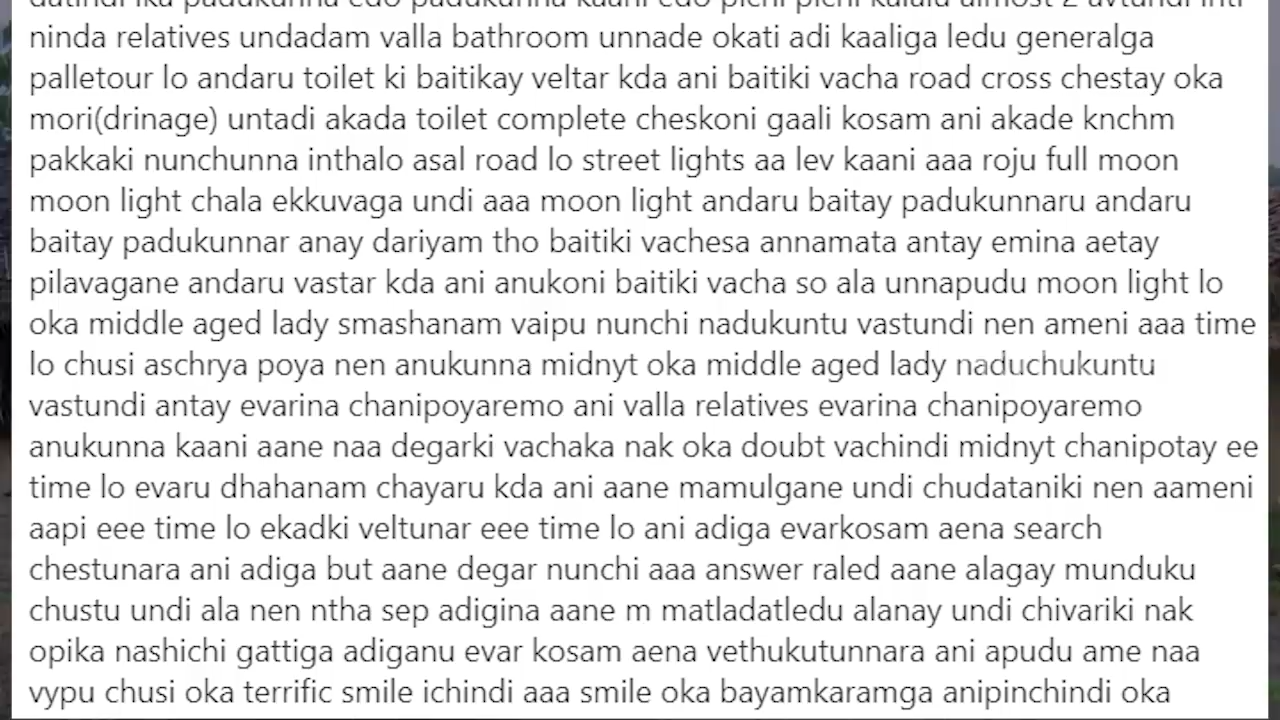 ninda relatives undadam valla bathroom unnade okati adi kaaliga ledu generalga
palletour lo andaru toilet ki baitikay veltar kda ani baitiki vacha road cross chestay oka
mori(drinage) untadi akada toilet complete cheskoni gaali kosam ani akade knchm
pakkaki nunchunna inthalo asal road lo street lights aa lev kaani aaa roju full moon
moon light chala ekkuvaga undi aaa moon light andaru baitay padukunnaru andaru
baitay padukunnar anay dariyam tho baitiki vachesa annamata antay emina aetay
pilavagane andaru vastar kda ani anukoni baitiki vacha so ala unnapudu moon light lo
oka middle aged lady smashanam vaipu nunchi nadukuntu vastundi nen ameni aaa time
lo chusi aschrya poya nen anukunna midnyt oka middle aged lady naduchukuntu
vastundi antay evarina chanipoyaremo ani valla relatives evarina chanipoyaremo
anukunna kaani aane naa degarki vachaka nak oka doubt vachindi midnyt chanipotay ee
time lo evaru dhahanam chayaru kda ani aane mamulgane undi chudataniki nen aameni
aapi eee time lo ekadki veltunar eee time lo ani adiga evarkosam aena search
chestunara ani adiga but aane degar nunchi aaa answer raled aane alagay munduku
chustu undi ala nen ntha sep adigina aane m matladatledu alanay undi chivariki nak
opika nashichi gattiga adiganu evar kosam aena vethukutunnara ani apudu ame naa
vypu chusi oka terrific smile ichindi aaa smile oka bayamkaramga anipinchindi oka